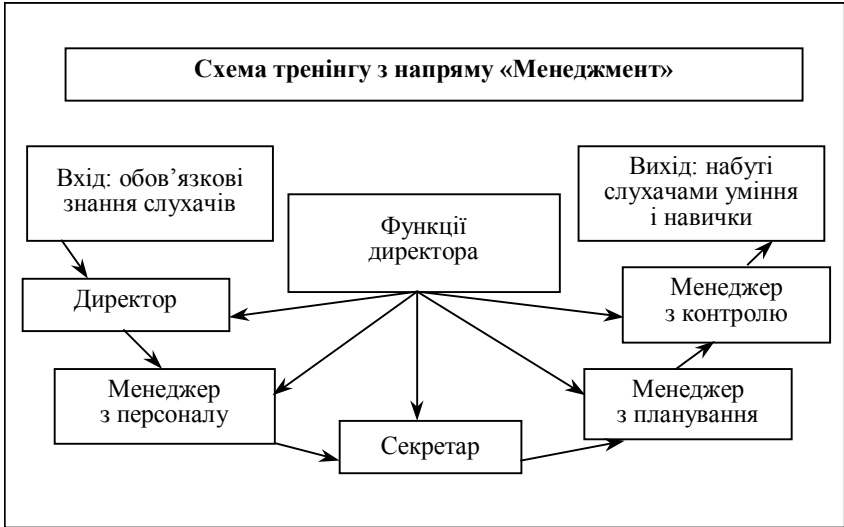 Схема тренінгу з напряму «Менеджмент»
Вхід: обов’язкові
знання слухачів
Функції
директора
Вихід: набуті
слухачами уміння
і навички
Директор
Менеджер
з контролю
Менеджер
з персоналу
Секретар
Менеджер
з планування